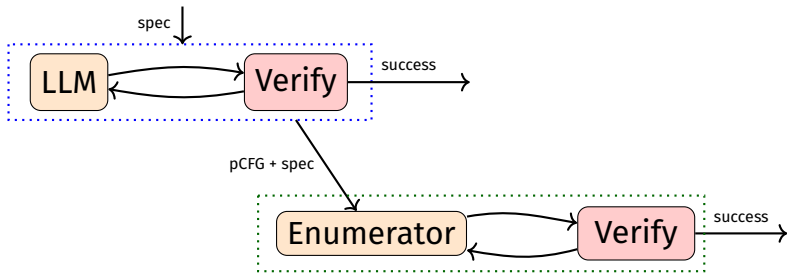 spec
LLM
Verify
success
pCFG + spec
Enumerator
Verify
success